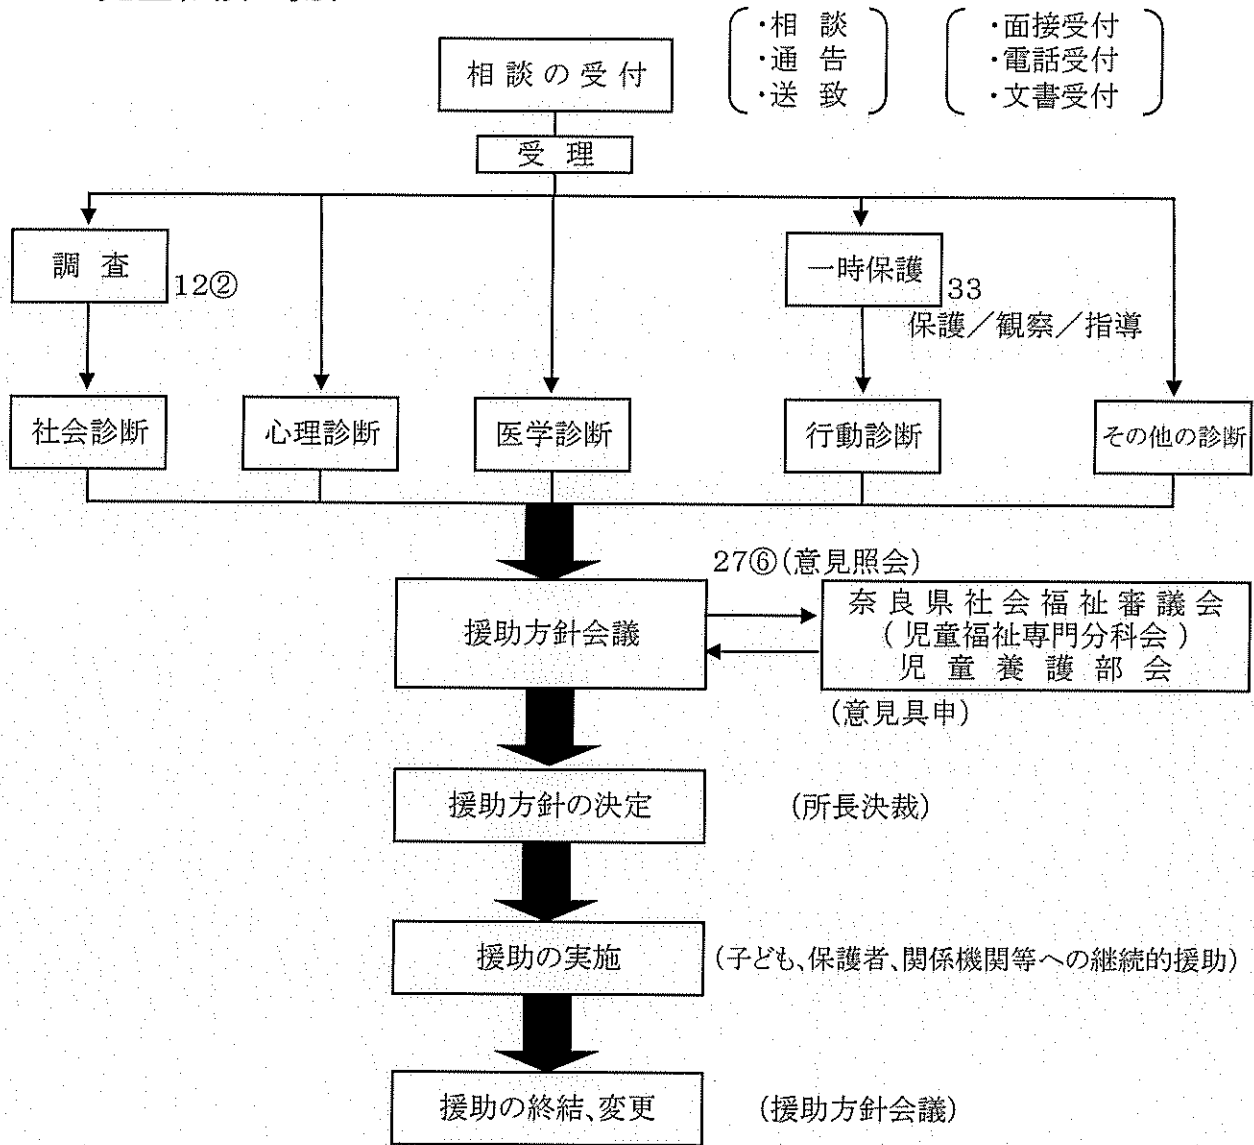 相談の受付
・相談
・通告
・送致
・面接受付
・電話受付
・文書受付
受理
調査
12②
一時保護
33
保護／観察／指導
社会診断
心理診断
医学診断
行動診断
その他の診断
27⑥(意見照会)
援助方針会議
奈良県社会福祉審議会
(児童福祉専門分科会)
児童養護部会
(意見具申)
援助方針の決定
(所長決裁)
援助の実施
(子ども、保護者、関係機関等への継続的援助)
援助の終結、変更
(援助方針会議)